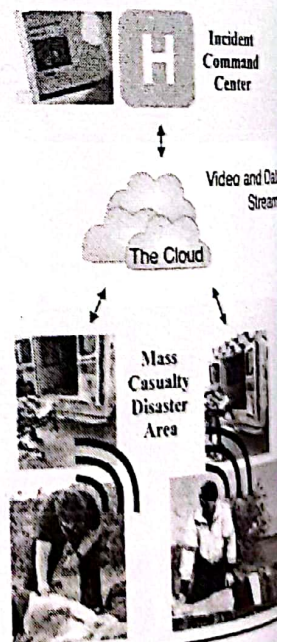 H
Incident
Command
Center
Video and Dat
Stream
The Cloud
Mass
Casualty
Disaster
Area